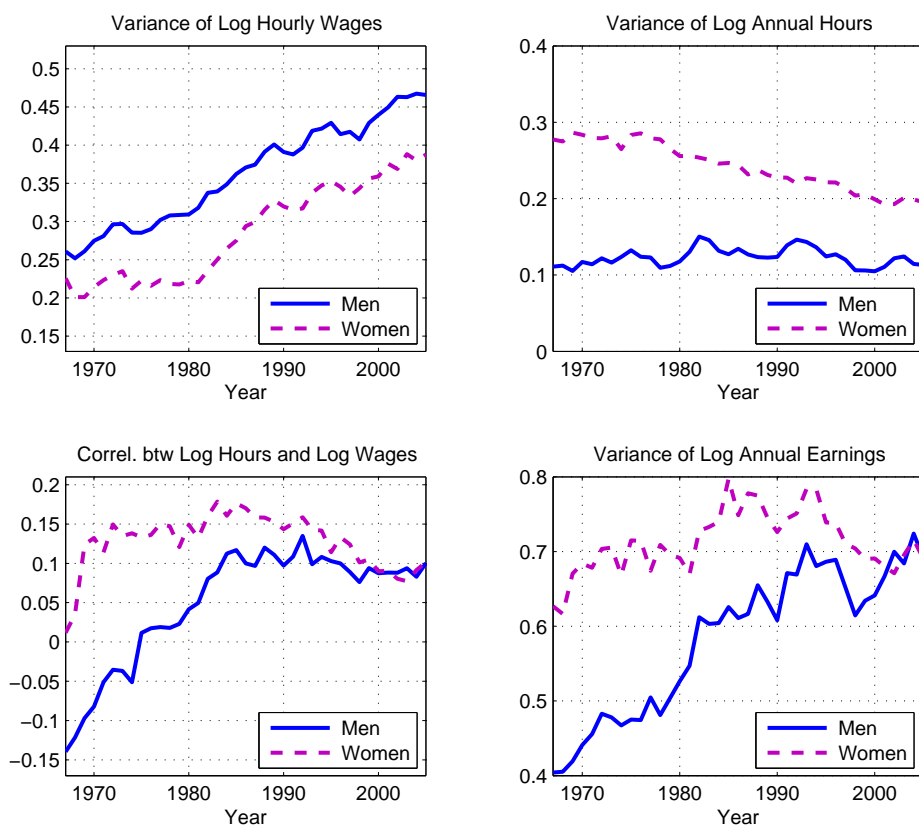 Variance of Log Hourly Wages
0.5
0.45
0.4
0.35
0.3
0.25
0.2
0.15
1970 1980 1990 2000
Year
Men
Women
Variance of Log Annual Hours
0.4
0.3
0.2
0.1
0
1970 1980 1990 2000
Year
Men
Women
Correl. btw Log Hours and Log Wages
0.2
0.15
0.1
0.05
0
−0.05
−0.1
−0.15
1970 1980 1990 2000
Year
Men
Women
Variance of Log Annual Earnings
0.8
0.7
0.6
0.5
0.4
1970 1980 1990 2000
Year
Men
Women